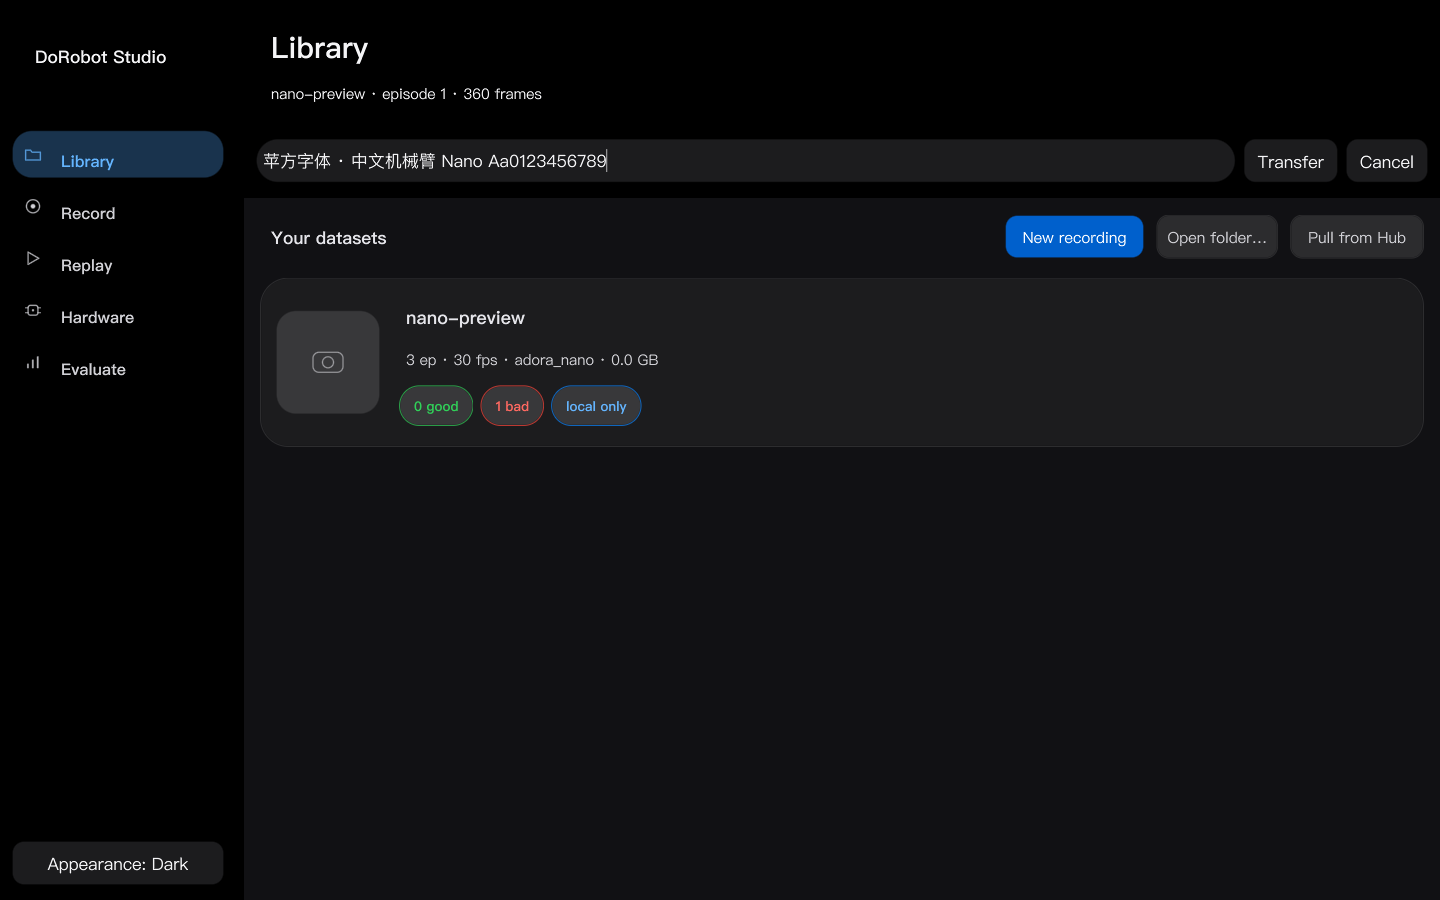 DoRobot Studio
Library
Record
Replay
Hardware
Evaluate
Appearance: Dark
Library
nano-preview · episode 1 · 360 frames
苹方字体 · 中文机械臂 Nano Aa0123456789
Transfer
Cancel
Your datasets
New recording
Open folder...
Pull from Hub
nano-preview
3 ep · 30 fps · adora_nano · 0.0 GB
0 good
1 bad
local only